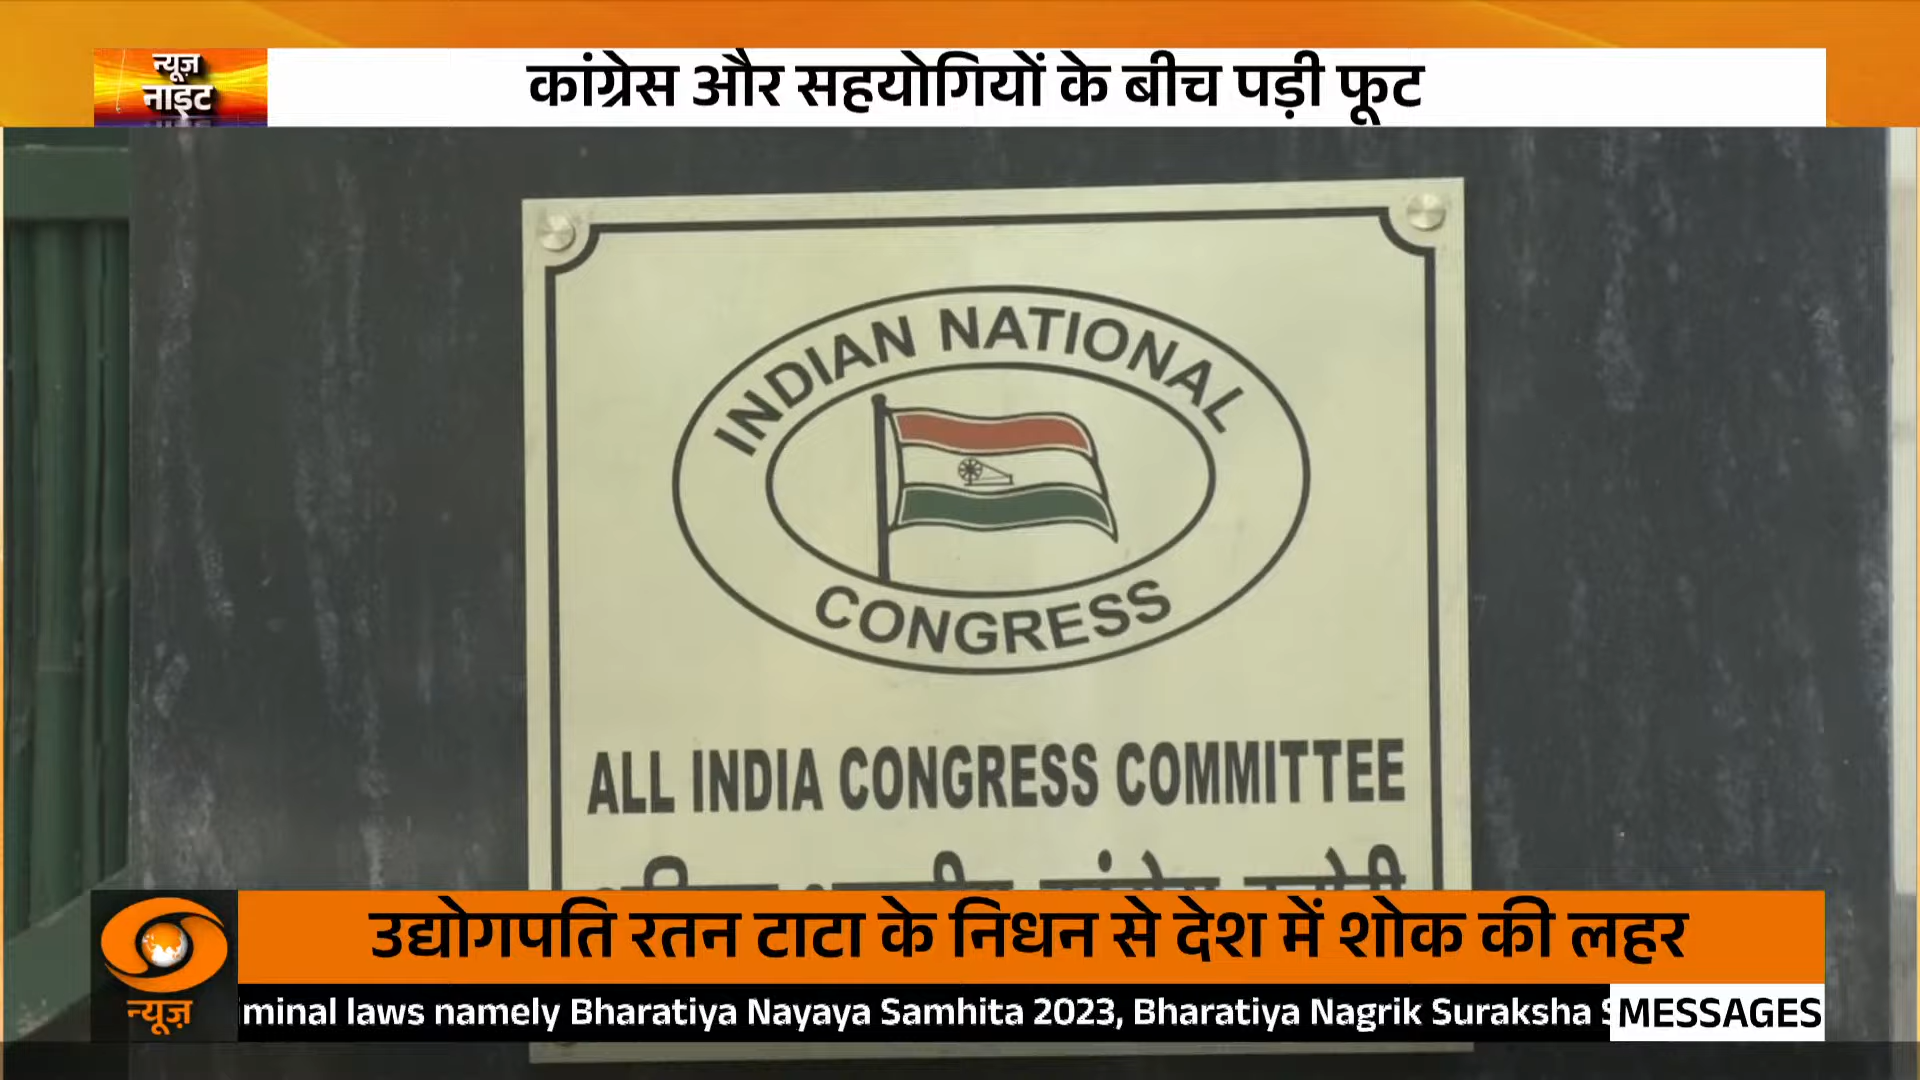 न्यूज़
नाइट
कांग्रेस और सहयोगियों के बीच पड़ी फूट
INDIAN NATIONAL
CONGRESS
ALL INDIA CONGRESS COMMITTEE
उद्योगपति रतन टाटा के निधन से देश में शोक की लहर
न्यूज़
iminal laws namely Bharatiya Nayaya Samhita 2023, Bharatiya Nagrik Suraksha S
MESSAGES